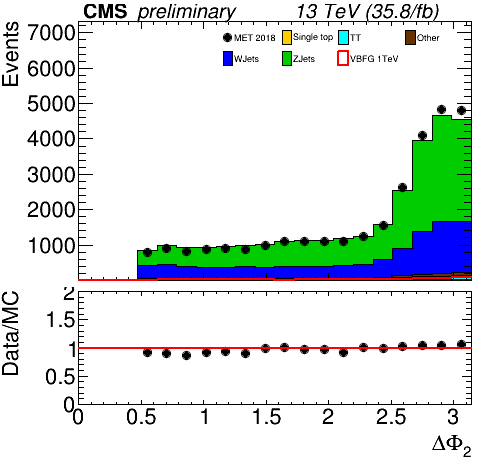 CMS preliminary 13 TeV (35.8/fb)
Events
7000
6000
5000
4000
3000
2000
1000
MET 2018 Single top TT Other
WJets ZJets VBFG 1TeV
Data/MC
2
1.5
1
0.5
0
0 0.5 1 1.5 2 2.5 3
ΔΦ2